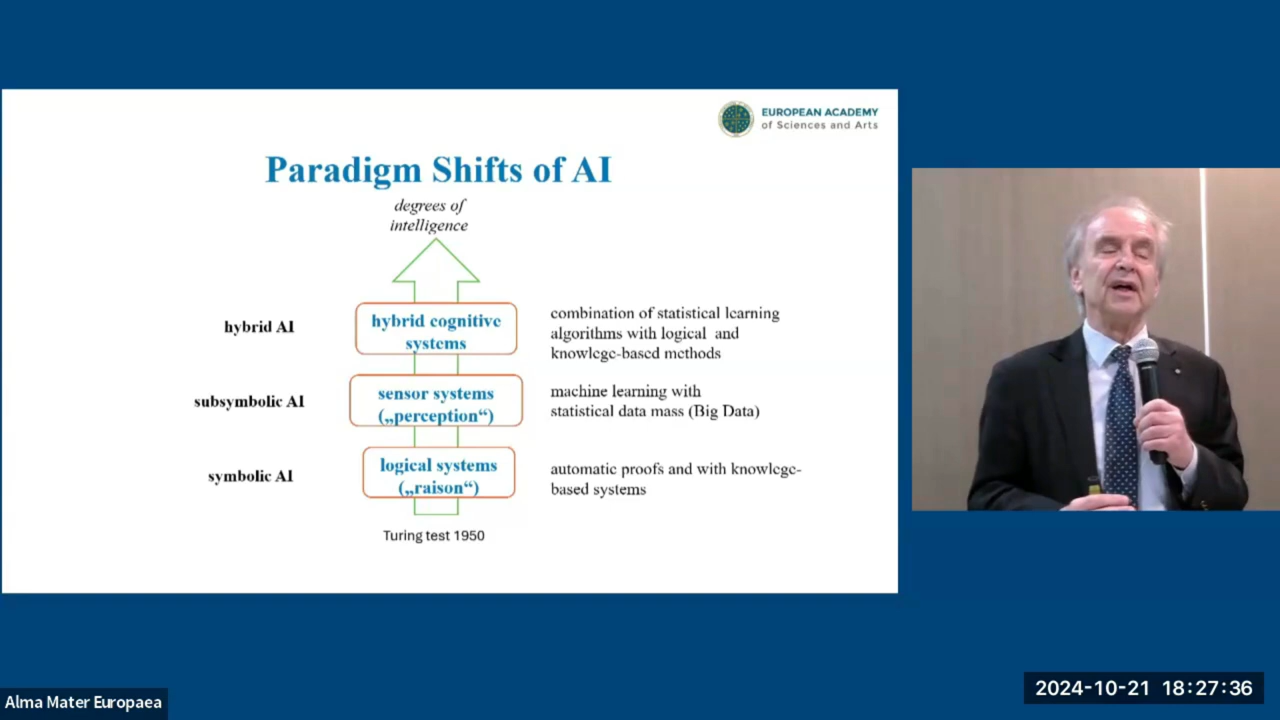 EUROPEAN ACADEMY
of Sciences and Arts
Paradigm Shifts of AI
degrees of
intelligence
hybrid AI
hybrid cognitive
systems
combination of statistical learning
algorithms with logical and
knowlege-based methods
subsymbolic AI
sensor systems
(„perception“)
machine learning with
statistical data mass (Big Data)
symbolic AI
logical systems
(„raison“)
automatic proofs and with knowlege-
based systems
Turing test 1950
Alma Mater Europaea
2024-10-21 18:27:36